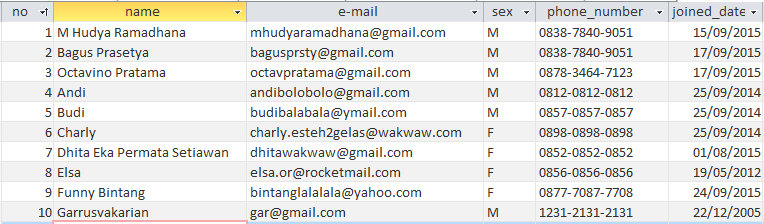 no name e-mail sex phone_number joined_date
1 M Hudya Ramadhana mhudyaramadhana@gmail.com M 0838-7840-9051 15/09/2015
2 Bagus Prasetya bagusprsty@gmail.com M 0838-7840-9051 17/09/2015
3 Octavino Pratama octavpratama@gmail.com M 0878-3464-7123 17/09/2015
4 Andi andibolobolo@gmail.com M 0812-0812-0812 25/09/2014
5 Budi budibalabala@ymail.com M 0857-0857-0857 25/09/2014
6 Charly charly.esteh2gelas@wakwaw.com F 0898-0898-0898 25/09/2014
7 Dhita Eka Permata Setiawan dhitawakwaw@gmail.com F 0852-0852-0852 01/08/2015
8 Elsa elsa.or@rocketmail.com F 0856-0856-0856 19/05/2012
9 Funny Bintang bintanglalalala@yahoo.com F 0877-7087-7708 24/09/2015
10 Garrusvakarian gar@gmail.com M 1231-2131-2131 22/12/2005